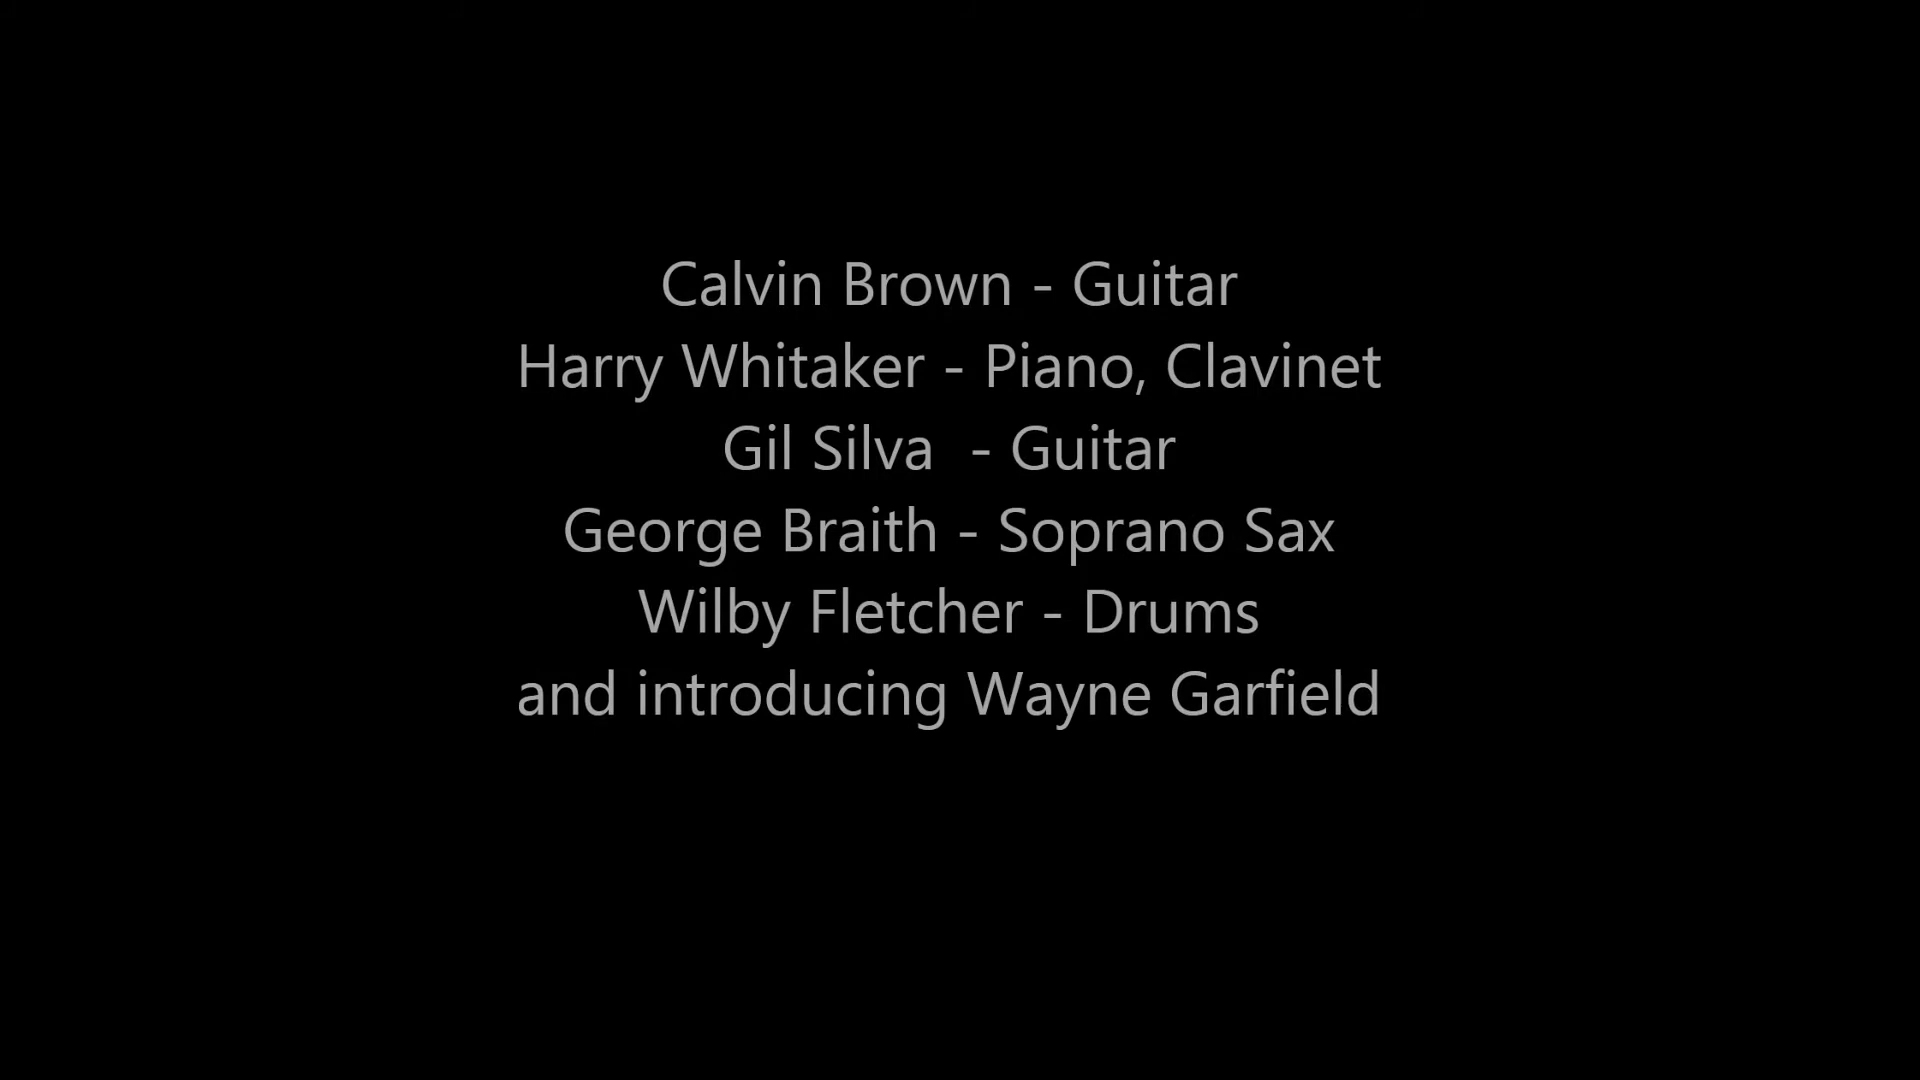 Calvin Brown - Guitar
Harry Whitaker - Piano, Clavinet
Gil Silva  - Guitar
George Braith - Soprano Sax
Wilby Fletcher - Drums
and introducing Wayne Garfield